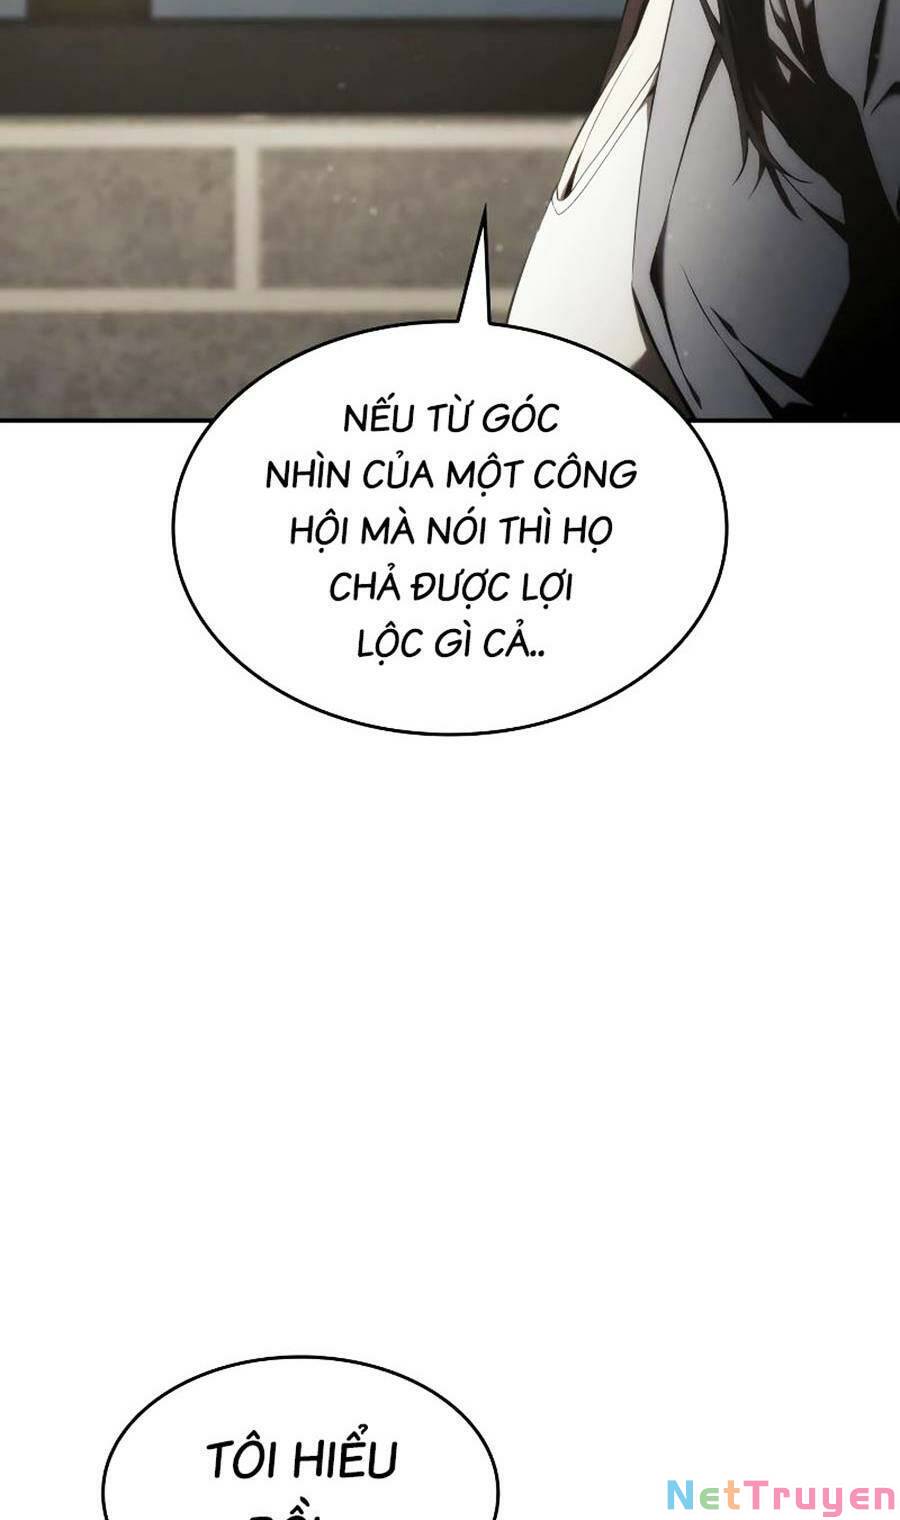 NẾU TỪ GÓC
NHÌN CỦA MỘT CÔNG
HỘI MÀ NÓI THÌ HỌ
CHẢ ĐƯỢC LỢI
LỘC GÌ CẢ..
TÔI HIỂU
RỒI
NetTruyen